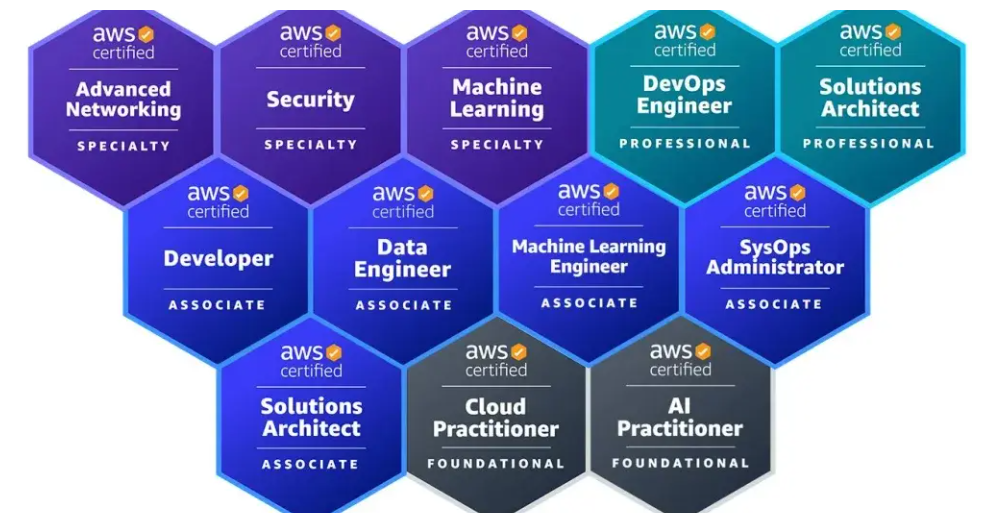 aws
certified
Advanced
Networking
SPECIALTY
aws
certified
Security
SPECIALTY
aws
certified
Machine
Learning
SPECIALTY
aws
certified
DevOps
Engineer
PROFESSIONAL
aws
certified
Solutions
Architect
PROFESSIONAL
aws
certified
Developer
ASSOCIATE
aws
certified
Data
Engineer
ASSOCIATE
aws
certified
Machine Learning
Engineer
ASSOCIATE
aws
certified
SysOps
Administrator
ASSOCIATE
aws
certified
Solutions
Architect
ASSOCIATE
aws
certified
Cloud
Practitioner
FOUNDATIONAL
aws
certified
AI
Practitioner
FOUNDATIONAL